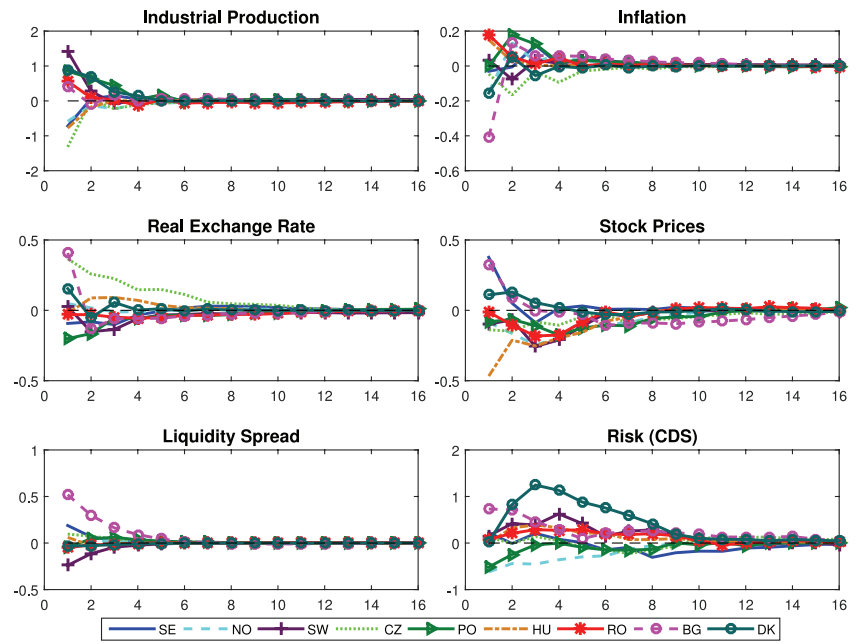 Industrial Production
2
1
0
1
2
0 2 4 6 8 10 12 14 16
Inflation
0.2
0
-0.2
-0.6
0 2 4 6 8 10 12 14 16
Real Exchange Rate
0.5
0
-0.5
0 2 4 6 8 10 12 14 16
Stock Prices
0.5
0
-0.5
0 2 4 6 8 10 12 14 16
Liquidity Spread
1
0.5
0
-0.5
0 2 4 6 8 10 12 14 16
Risk (CDS)
2
1
0
-1
0 2 4 6 8 10 12 14 16
SE NO SW CZ PO HU RO BG DK